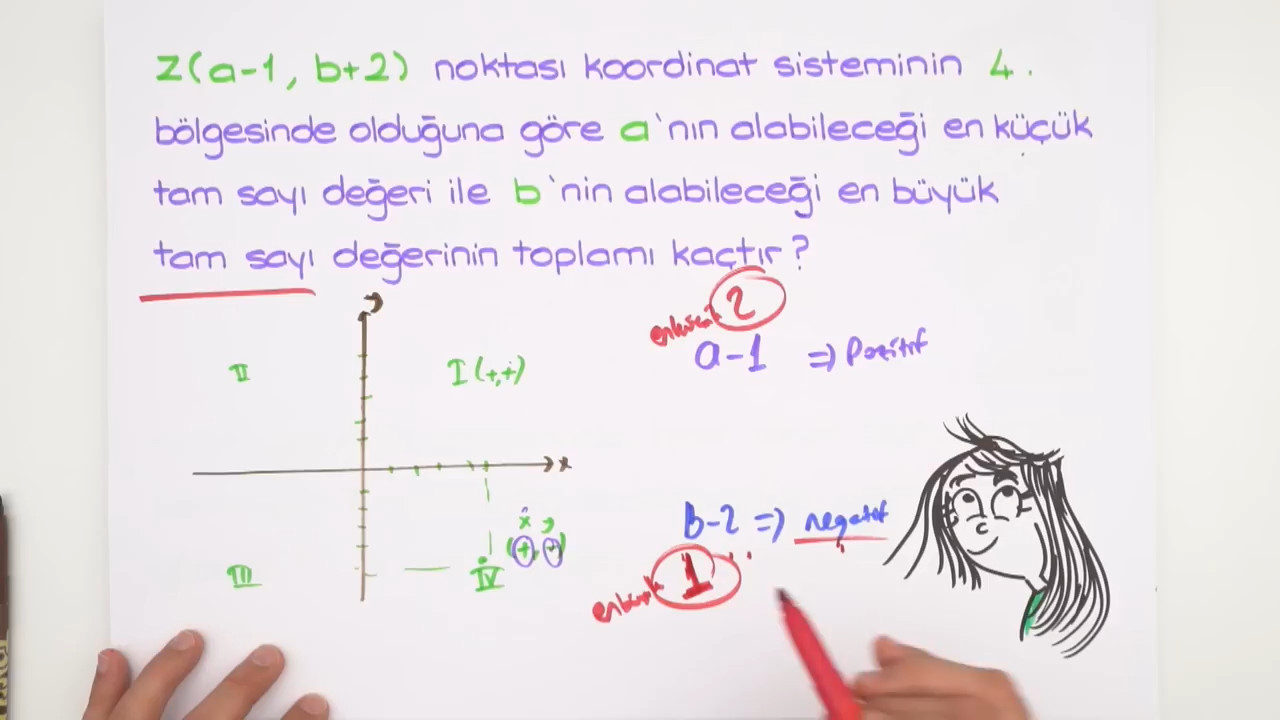 Z(a-1, b+2) noktası koordinat sisteminin 4.
bölgesinde olduğuna göre a'nın alabileceği en küçük
tam sayı değeri ile b'nin alabileceği en büyük
tam sayı değerinin toplamı kaçtır?
2
en küçük
a-1 => Pozitif
y
II
I (+,+)
x
b-2 => negatif
x y
(+,-)
III
IV
1
en büyük